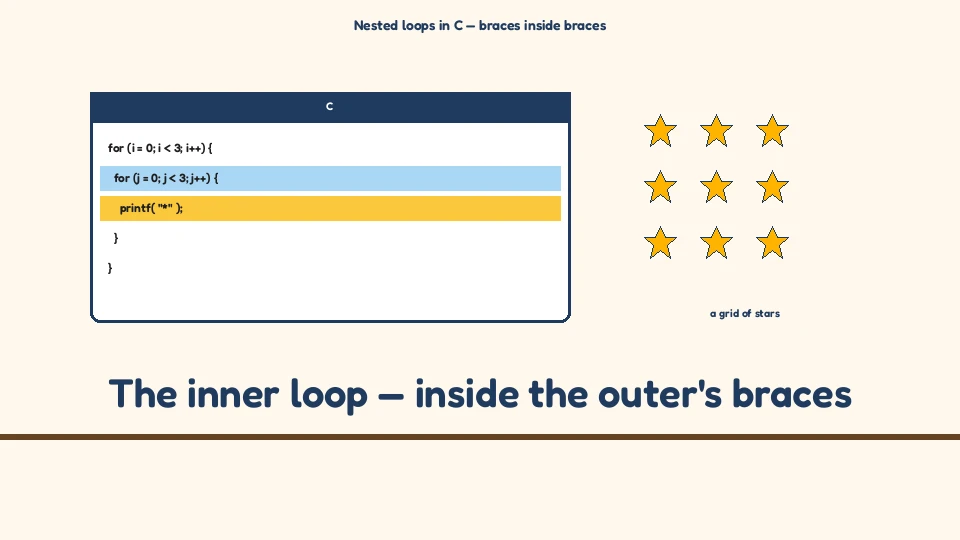 Nested loops in C — braces inside braces
C
for (i = 0; i < 3; i++) {
for (j = 0; j < 3; j++) {
printf( "*" );
}
}
a grid of stars
The inner loop — inside the outer's braces